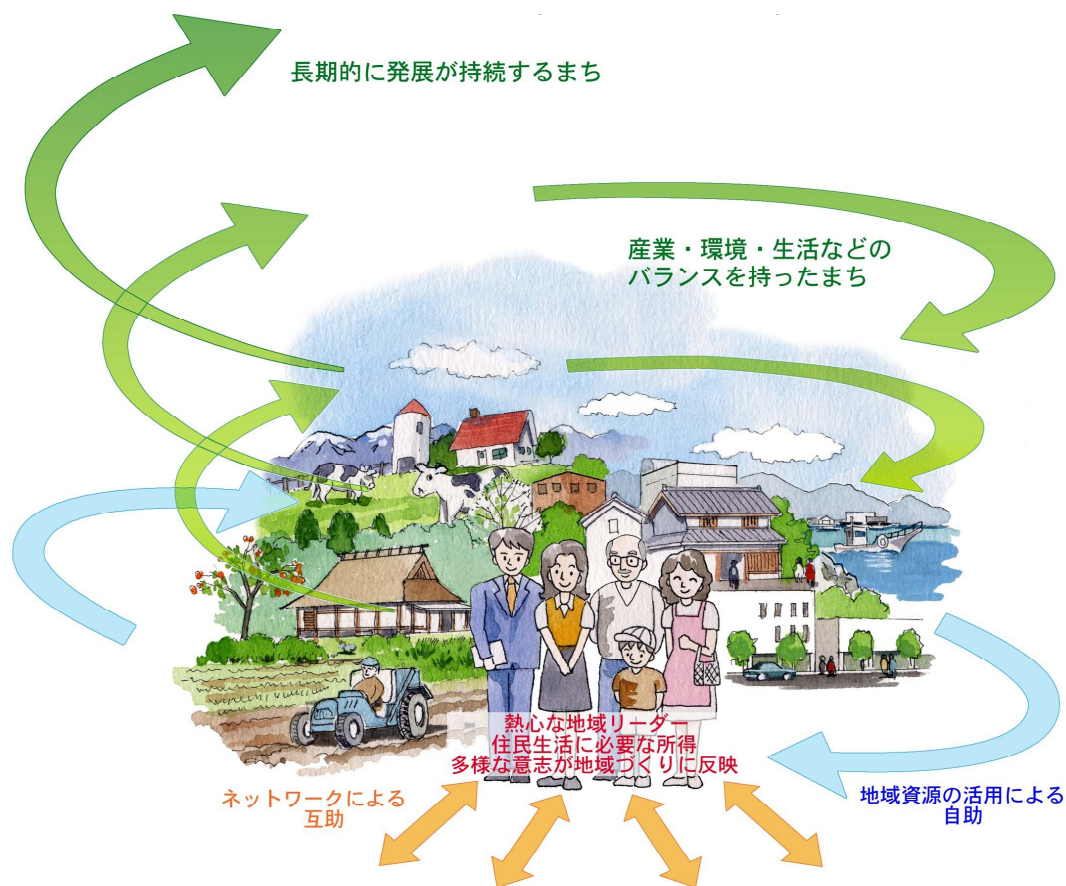 長期的に発展が持続するまち
産業・環境・生活などの
バランスを持ったまち
熱心な地域リーダー
住民生活に必要な所得
多様な意志が地域づくりに反映
ネットワークによる
互助
地域資源の活用による
自助